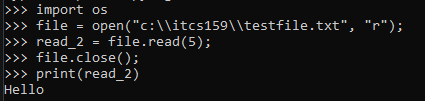 >>> import os
>>> file = open("c:\\itcs159\\testfile.txt", "r");
>>> read_2 = file.read(5);
>>> file.close();
>>> print(read_2)
Hello